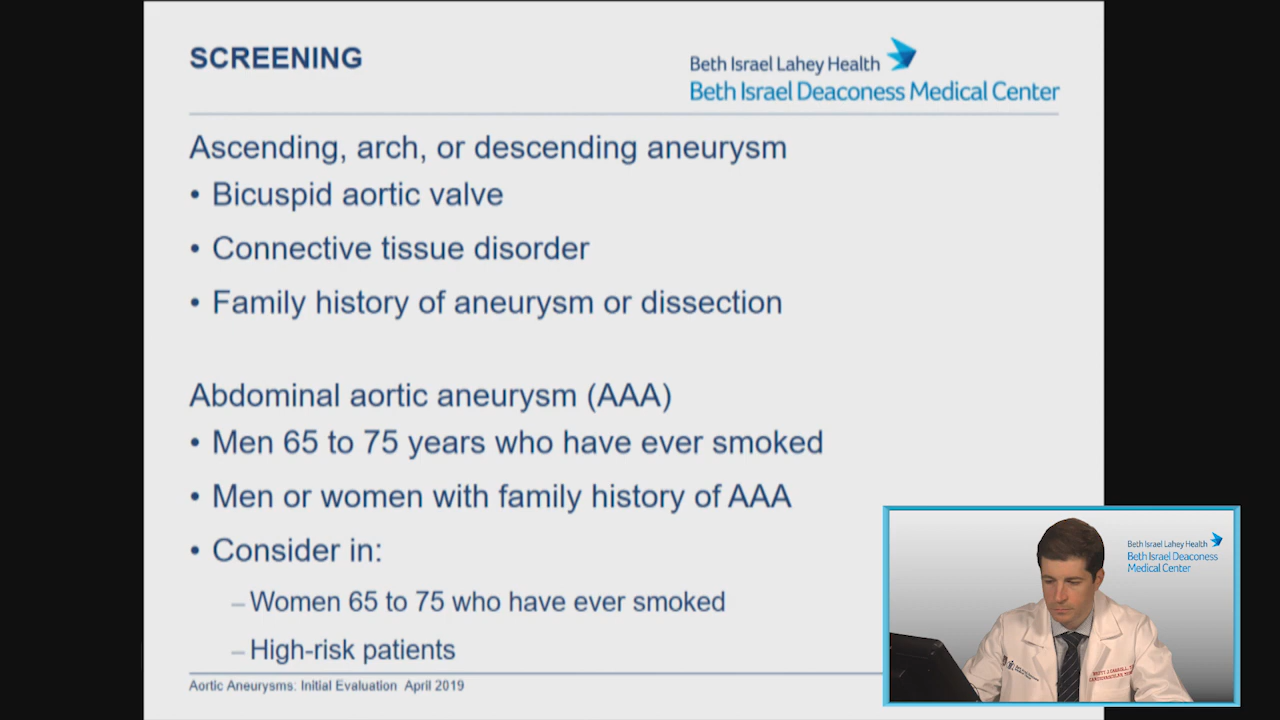 SCREENING
Beth Israel Lahey Health
Beth Israel Deaconess Medical Center
Ascending, arch, or descending aneurysm
• Bicuspid aortic valve
• Connective tissue disorder
• Family history of aneurysm or dissection
Abdominal aortic aneurysm (AAA)
• Men 65 to 75 years who have ever smoked
• Men or women with family history of AAA
• Consider in:
– Women 65 to 75 who have ever smoked
– High-risk patients
Aortic Aneurysms: Initial Evaluation April 2019
Beth Israel Lahey Health
Beth Israel Deaconess
Medical Center